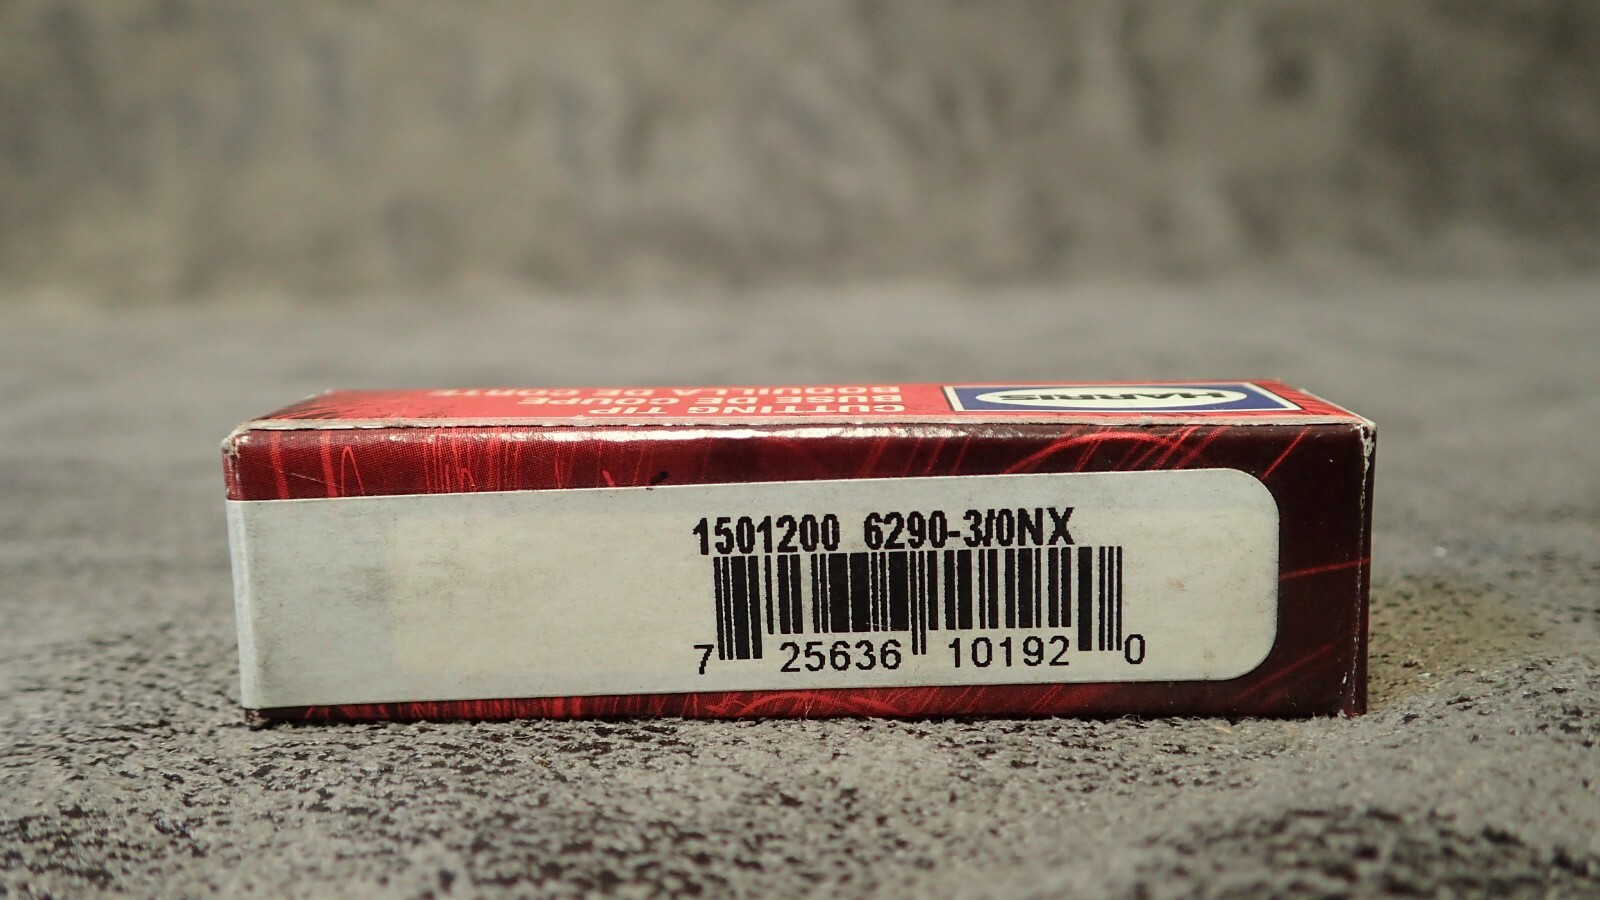 HARRIS
CUTTING TIP
BUSE DE COUPE
BOQUILLA DE CORTE
1501200 6290-3/0NX
7 25636 10192 0